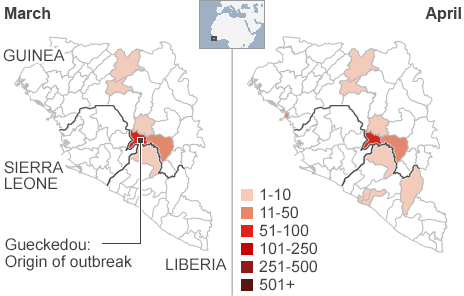 March
April
GUINEA
SIERRA
LEONE
Gueckedou:
Origin of outbreak
LIBERIA
1-10
11-50
51-100
101-250
251-500
501+